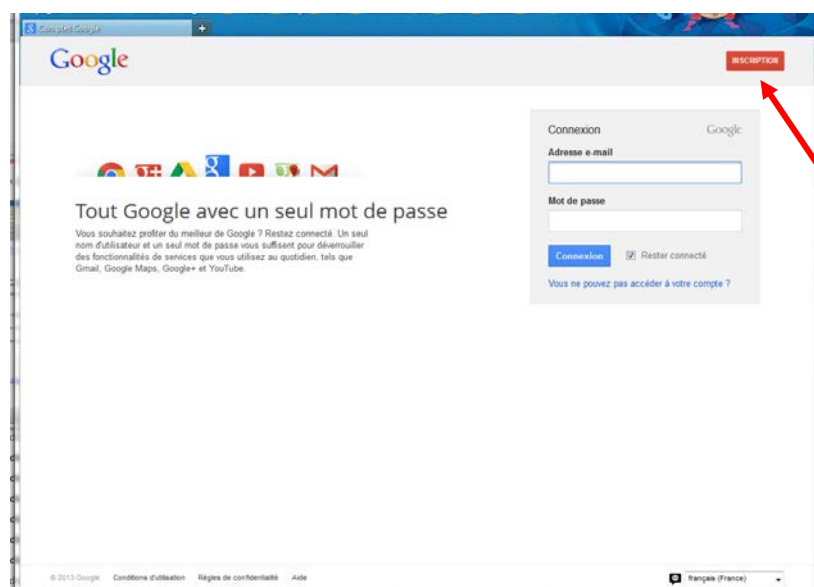 Comptes Google
Google
INSCRIPTION
Connexion Google
Adresse e-mail
Mot de passe
Connexion Rester connecté
Vous ne pouvez pas accéder à votre compte ?
Tout Google avec un seul mot de passe
Vous souhaitez profiter du meilleur de Google ? Restez connecté. Un seul
nom d'utilisateur et un seul mot de passe vous suffisent pour déverrouiller
des fonctionnalités de services que vous utilisez au quotidien, tels que
Gmail, Google Maps, Google+ et YouTube.
© 2013 Google Conditions d'utilisation Règles de confidentialité Aide
français (France)